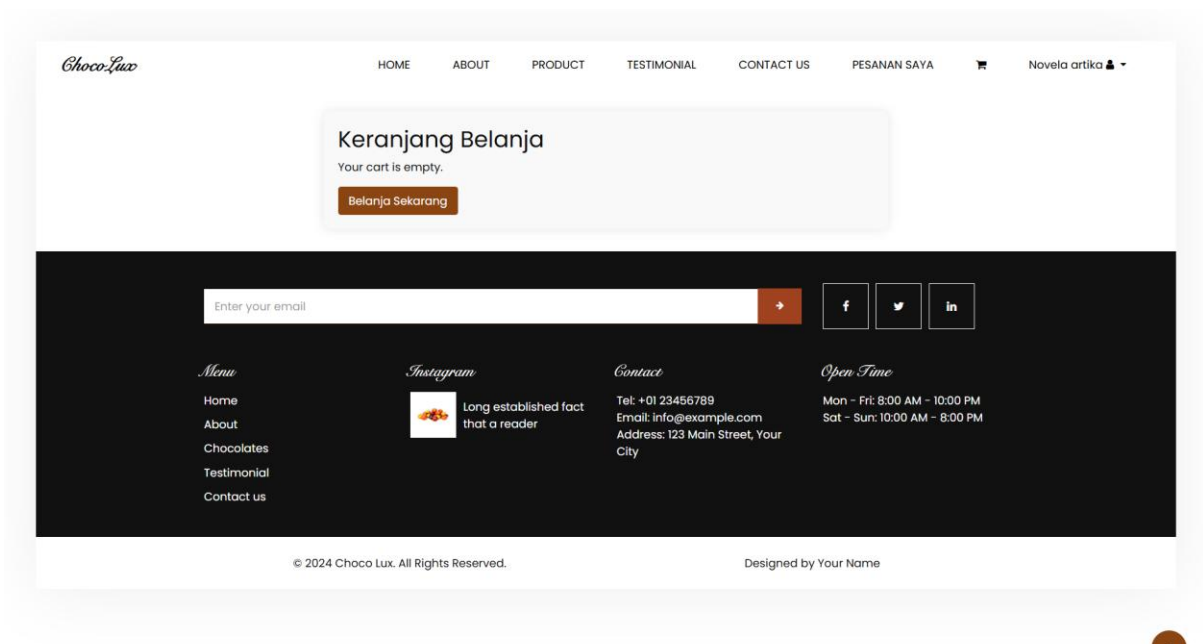 Choco Lux HOME ABOUT PRODUCT TESTIMONIAL CONTACT US PESANAN SAYA Novela artika
Keranjang Belanja
Your cart is empty.
Belanja Sekarang
Enter your email
Menu
Home
About
Chocolates
Testimonial
Contact us
Instagram
Long established fact
that a reader
Contact
Tel: +01 23456789
Email: info@example.com
Address: 123 Main Street, Your
City
Open Time
Mon - Fri: 8:00 AM - 10:00 PM
Sat - Sun: 10:00 AM - 8:00 PM
© 2024 Choco Lux. All Rights Reserved. Designed by Your Name